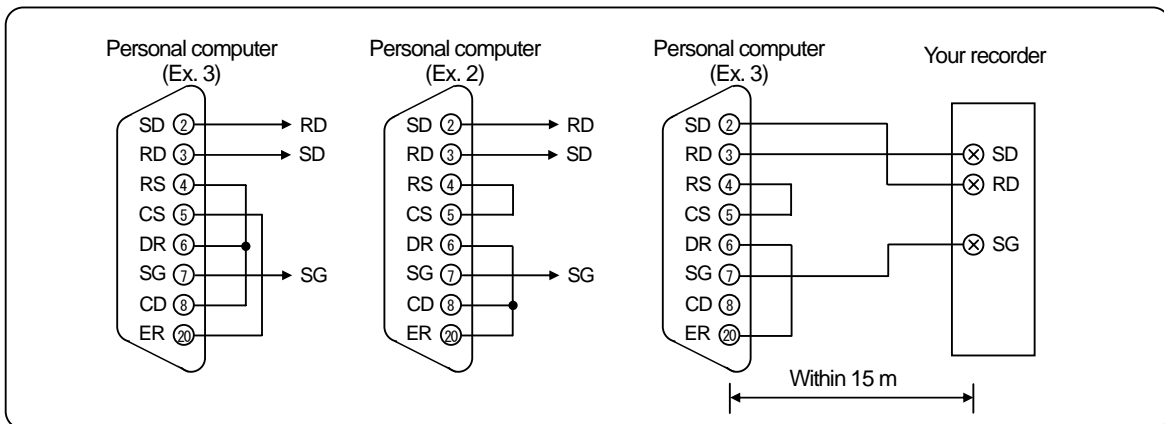 Personal computer
(Ex. 3)
SD 2 RD
RD 3 SD
RS 4
CS 5
DR 6
SG 7 SG
CD 8
ER 20
Personal computer
(Ex. 2)
SD 2 RD
RD 3 SD
RS 4
CS 5
DR 6
SG 7 SG
CD 8
ER 20
Personal computer
(Ex. 3)
SD 2
RD 3
RS 4
CS 5
DR 6
SG 7
CD 8
ER 20
Your recorder
SD
RD
SG
Within 15 m